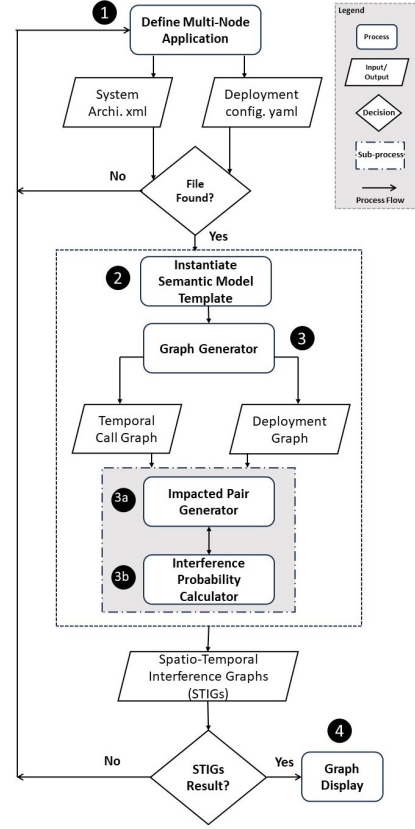 1
Define Multi-Node
Application
Legend
Process
Input/
Output
Decision
Sub-process
Process Flow
System
Archi. xml
Deployment
config. yaml
No
File
Found?
Yes
2
Instantiate
Semantic Model
Template
3
Graph Generator
Temporal
Call Graph
Deployment
Graph
3a
Impacted Pair
Generator
3b
Interference
Probability
Calculator
Spatio-Temporal
Interference Graphs
(STIGs)
No
STIGs
Result?
Yes
4
Graph
Display